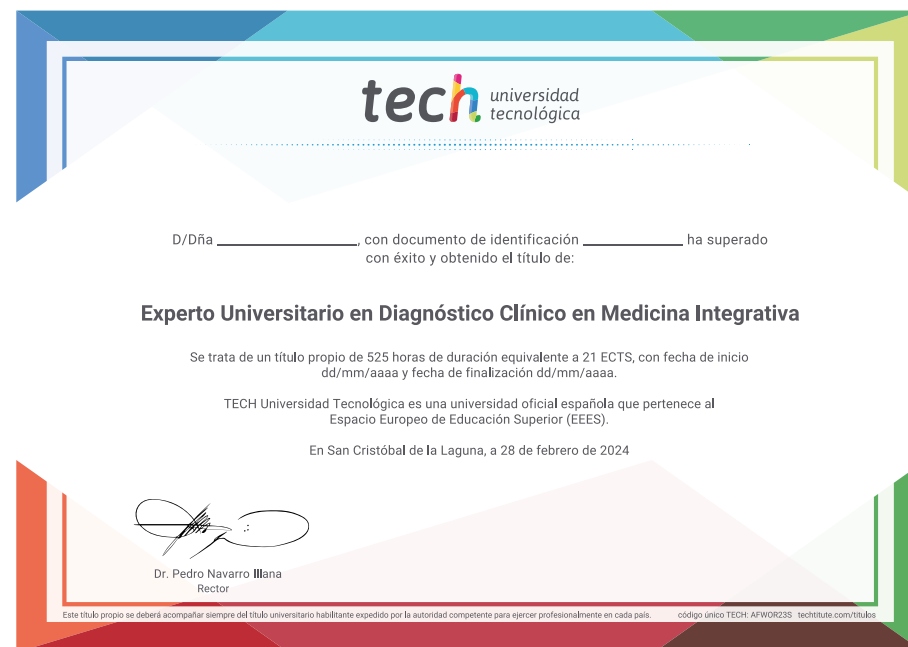 tech universidad
tecnológica
D/Dña ____________________, con documento de identificación ______________ ha superado
con éxito y obtenido el título de:
Experto Universitario en Diagnóstico Clínico en Medicina Integrativa
Se trata de un título propio de 525 horas de duración equivalente a 21 ECTS, con fecha de inicio
dd/mm/aaaa y fecha de finalización dd/mm/aaaa.
TECH Universidad Tecnológica es una universidad oficial española que pertenece al
Espacio Europeo de Educación Superior (EEES).
En San Cristóbal de la Laguna, a 28 de febrero de 2024
Dr. Pedro Navarro Illana
Rector
Este título propio se deberá acompañar siempre del título universitario habilitante expedido por la autoridad competente para ejercer profesionalmente en cada país. código único TECH: AFWOR23S techtitute.com/titulos